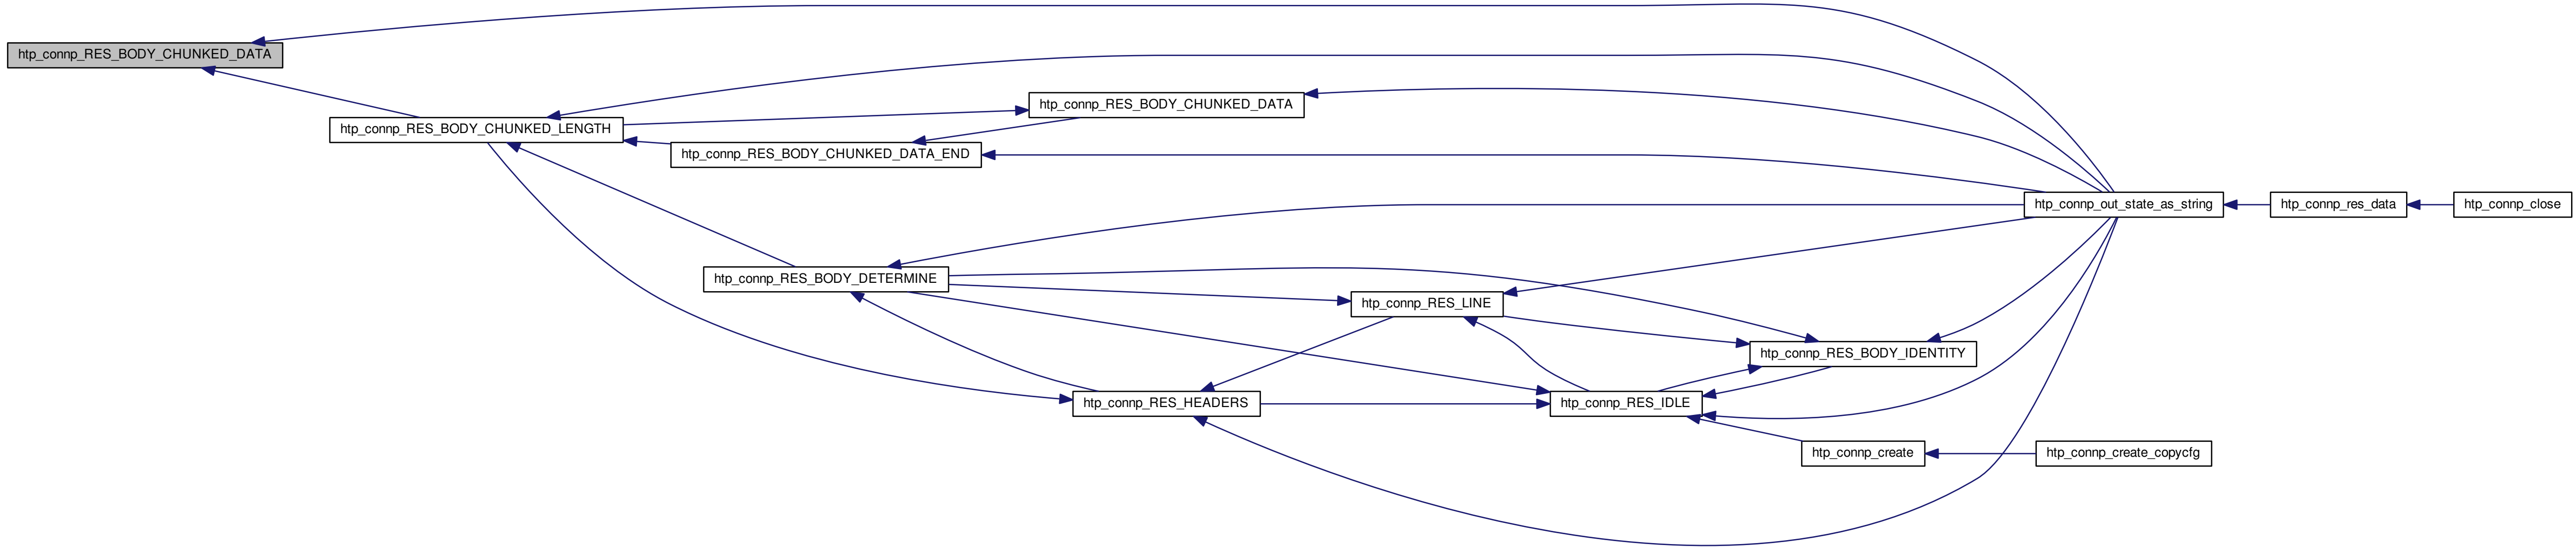 htp_connp_RES_BODY_CHUNKED_DATA
htp_connp_RES_BODY_CHUNKED_DATA
htp_connp_RES_BODY_CHUNKED_LENGTH
htp_connp_RES_BODY_CHUNKED_DATA_END
htp_connp_out_state_as_string
htp_connp_res_data
htp_connp_close
htp_connp_RES_BODY_DETERMINE
htp_connp_RES_LINE
htp_connp_RES_BODY_IDENTITY
htp_connp_RES_HEADERS
htp_connp_RES_IDLE
htp_connp_create
htp_connp_create_copycfg